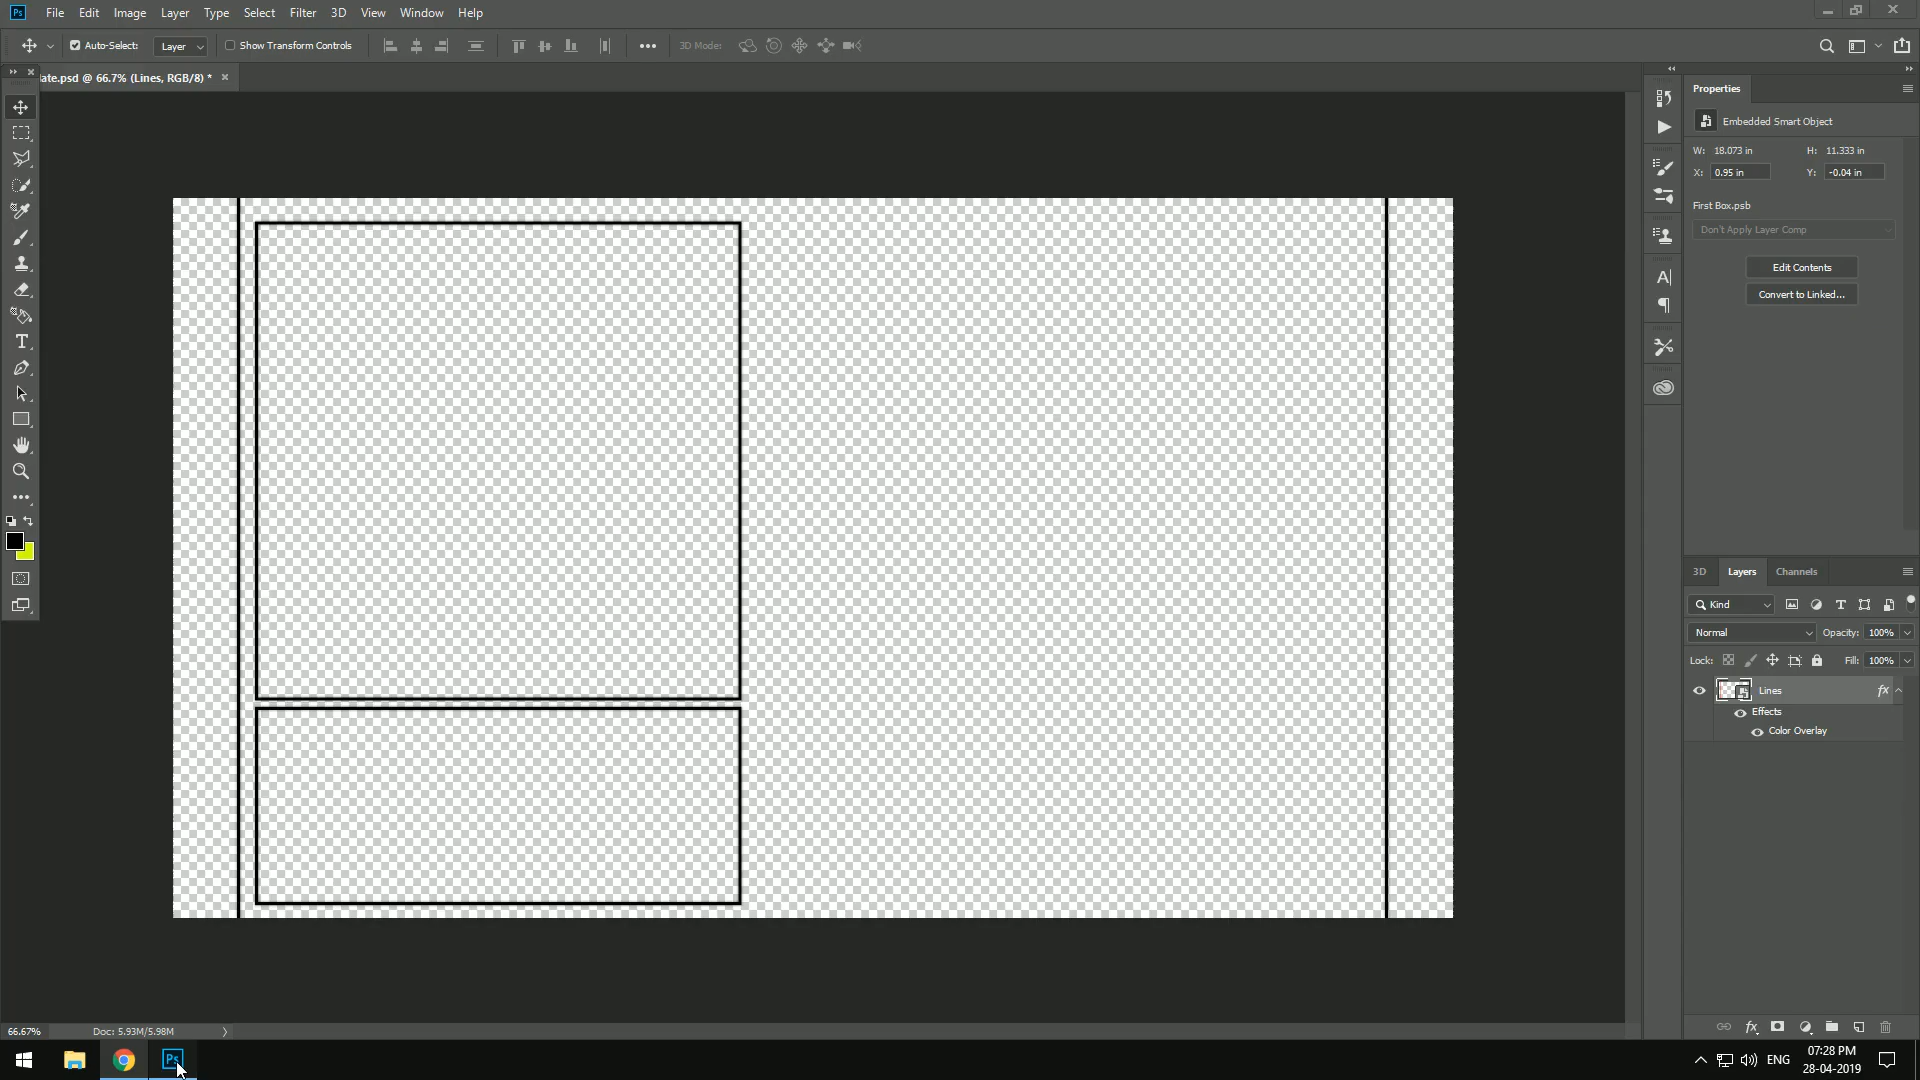 Ps File Edit Image Layer Type Select Filter 3D View Window Help
Auto-Select: Layer Show Transform Controls 3D Mode:
ate.psd @ 66.7% (Lines, RGB/8) *
Properties
Embedded Smart Object
W: 18.073 in H: 11.333 in
X: 0.95 in Y: -0.04 in
First Box.psb
Don't Apply Layer Comp
Edit Contents
Convert to Linked...
3D Layers Channels
Kind
Normal Opacity: 100%
Lock: Fill: 100%
Lines fx
Effects
Color Overlay
66.67% Doc: 5.93M/5.98M
fx
Ps
ENG
07:28 PM
28-04-2019